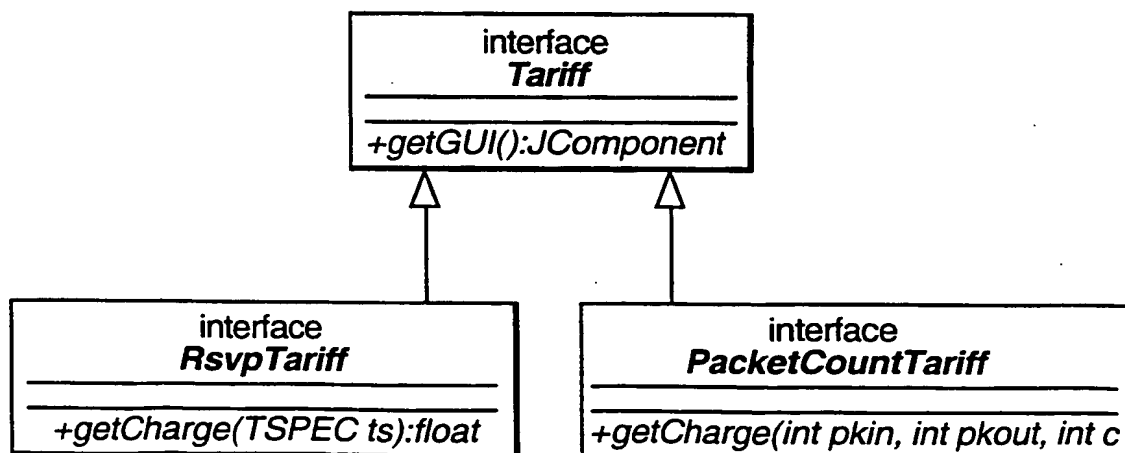 interface
Tariff
+getGUI():JComponent
interface
RsvpTariff
+getCharge(TSPEC ts):float
interface
PacketCountTariff
+getCharge(int pkin, int pkout, int c